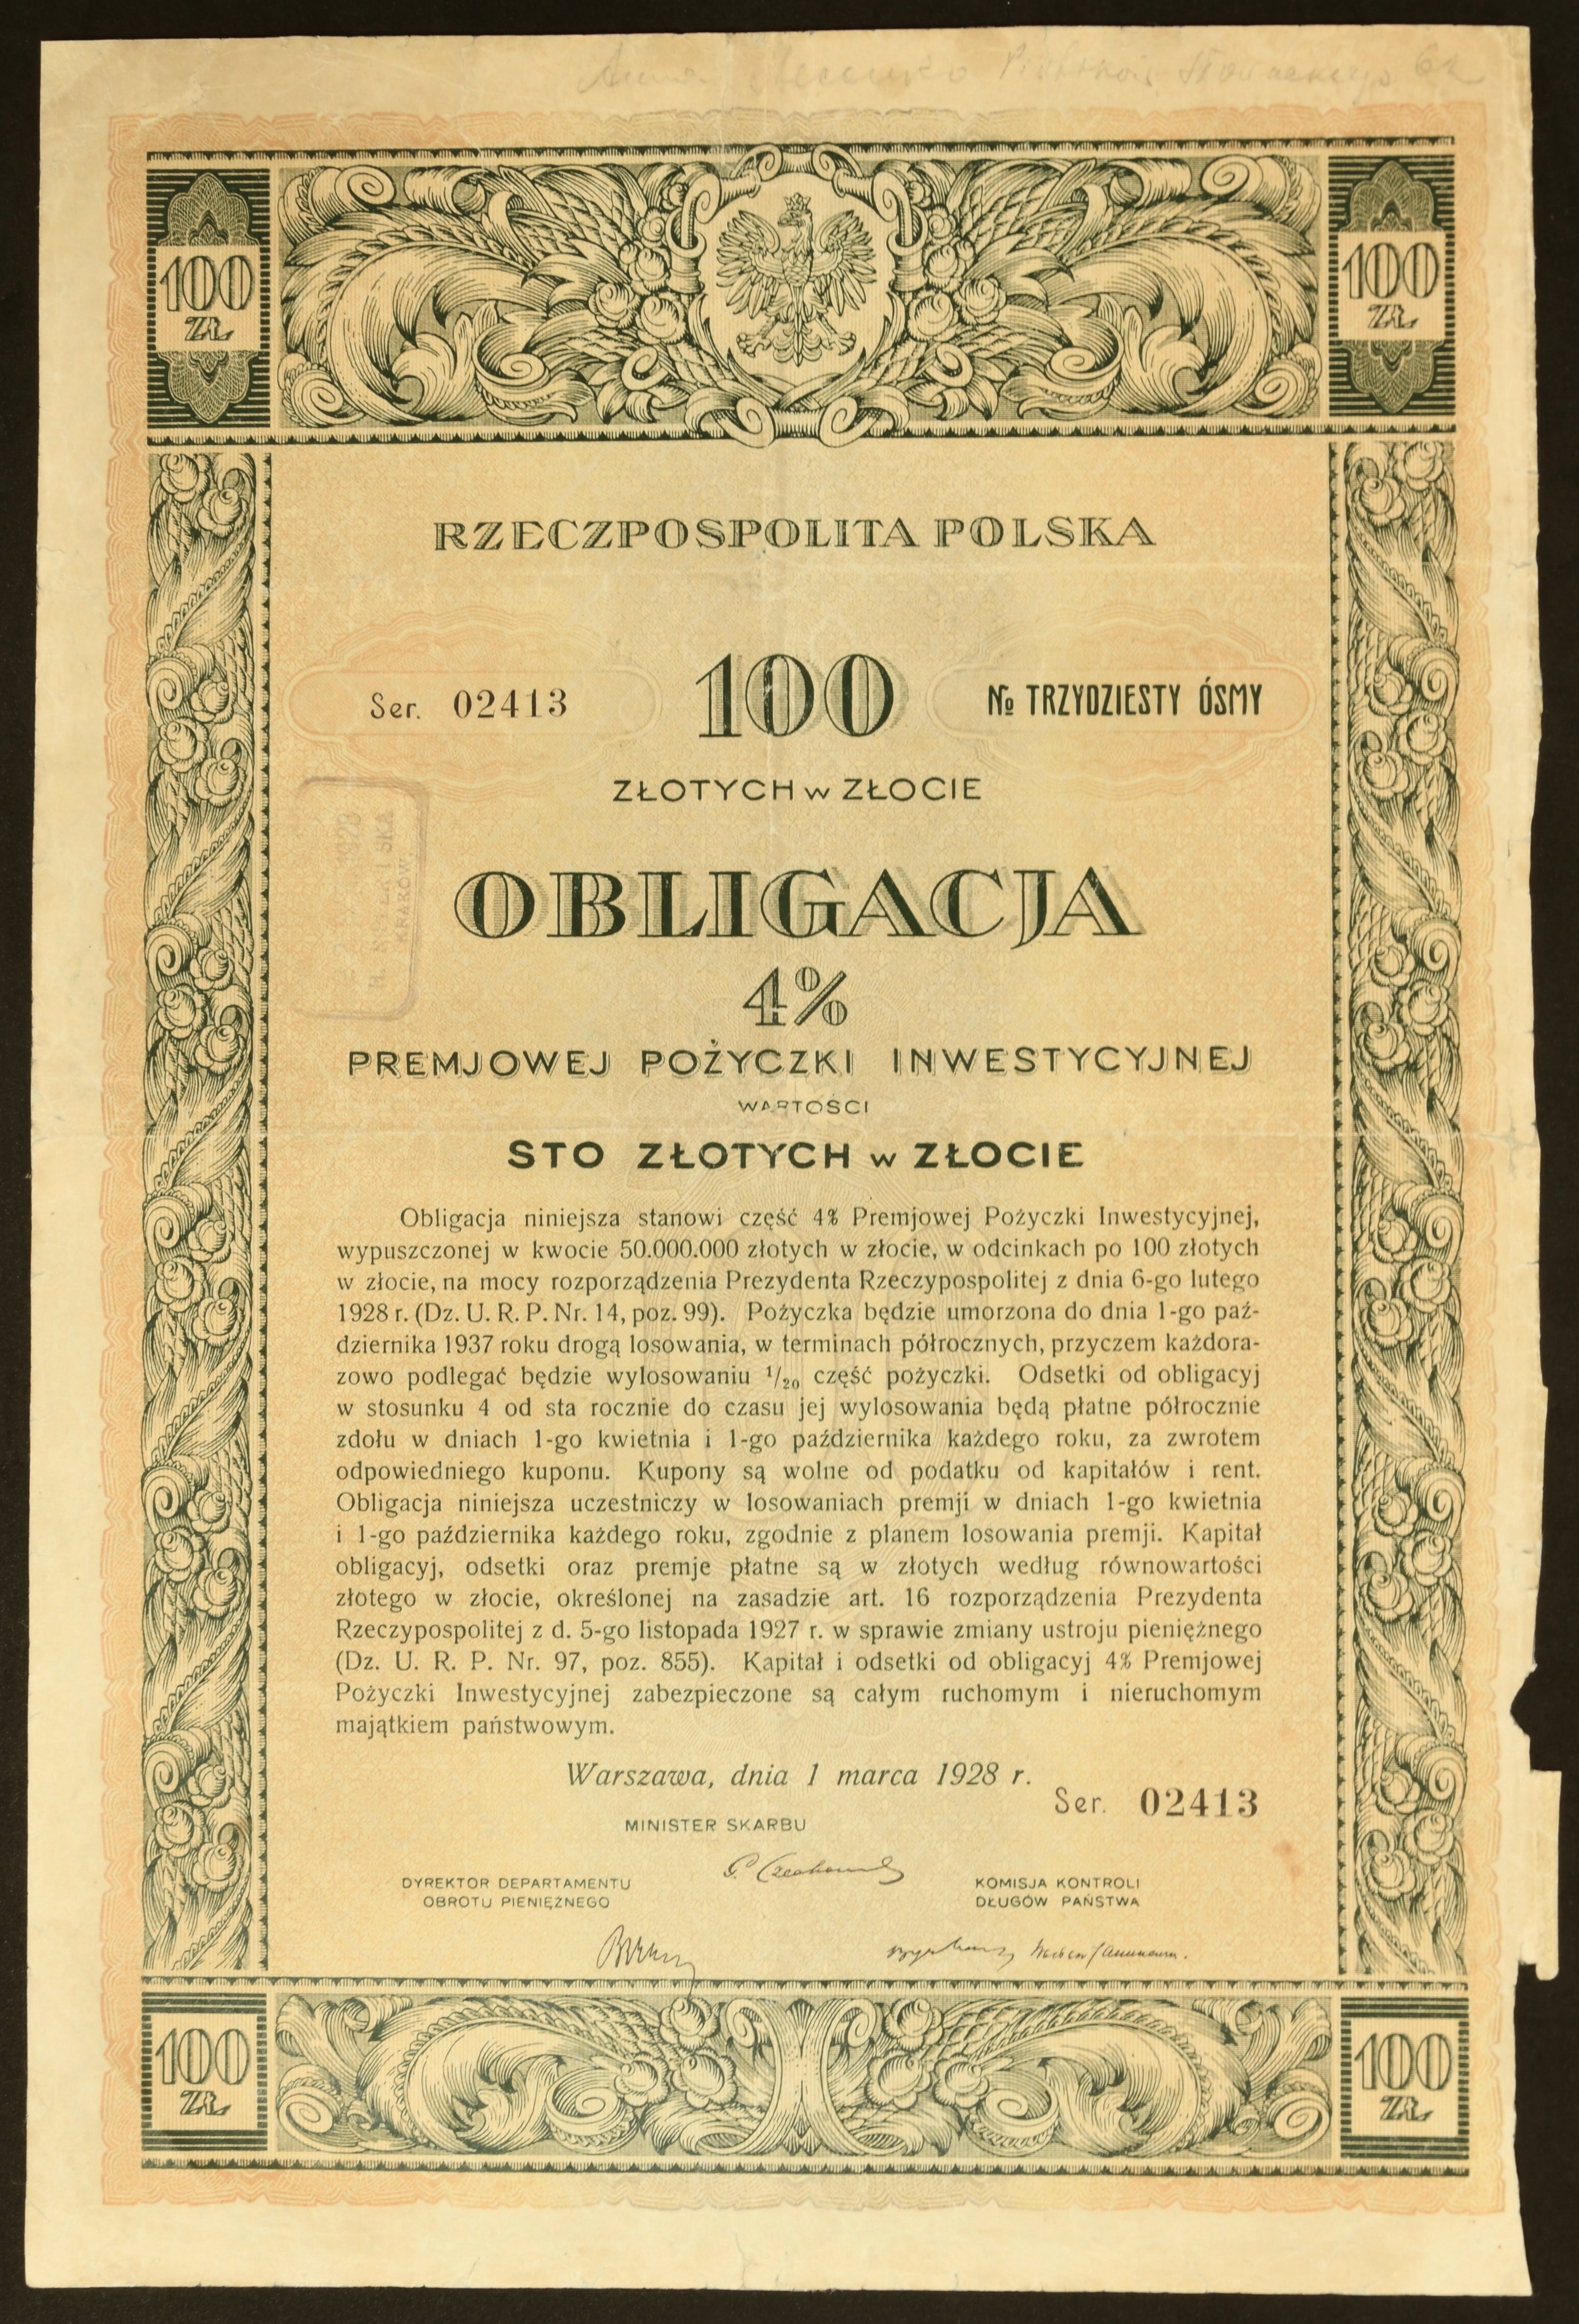 100
ZŁ
100
ZŁ
RZECZPOSPOLITA POLSKA
Ser. 02413
100
№ TRZYDZIESTY ÓSMY
ZŁOTYCH w ZŁOCIE
OBLIGACJA
4%
PREMJOWEJ POŻYCZKI INWESTYCYJNEJ
WARTOŚCI
STO ZŁOTYCH w ZŁOCIE
Obligacja niniejsza stanowi część 4% Premjowej Pożyczki Inwestycyjnej,
wypuszczonej w kwocie 50.000.000 złotych w złocie, w odcinkach po 100 złotych
w złocie, na mocy rozporządzenia Prezydenta Rzeczypospolitej z dnia 6-go lutego
1928 r. (Dz. U. R. P. Nr. 14, poz. 99). Pożyczka będzie umorzona do dnia 1-go paź-
dziernika 1937 roku drogą losowania, w terminach półrocznych, przyczem każdora-
zowo podlegać będzie wylosowaniu 1/20 część pożyczki. Odsetki od obligacyj
w stosunku 4 od sta rocznie do czasu jej wylosowania będą płatne półrocznie
zdołu w dniach 1-go kwietnia i 1-go października każdego roku, za zwrotem
odpowiedniego kuponu. Kupony są wolne od podatku od kapitałów i rent.
Obligacja niniejsza uczestniczy w losowaniach premji w dniach 1-go kwietnia
i 1-go października każdego roku, zgodnie z planem losowania premji. Kapitał
obligacyj, odsetki oraz premje płatne są w złotych według równowartości
złotego w złocie, określonej na zasadzie art. 16 rozporządzenia Prezydenta
Rzeczypospolitej z d. 5-go listopada 1927 r. w sprawie zmiany ustroju pieniężnego
(Dz. U. R. P. Nr. 97, poz. 855). Kapitał i odsetki od obligacyj 4% Premjowej
Pożyczki Inwestycyjnej zabezpieczone są całym ruchomym i nieruchomym
majątkiem państwowym.
Warszawa, dnia 1 marca 1928 r.
Ser. 02413
MINISTER SKARBU
DYREKTOR DEPARTAMENTU
OBROTU PIENIĘŻNEGO
KOMISJA KONTROLI
DŁUGÓW PAŃSTWA
100
ZŁ
100
ZŁ